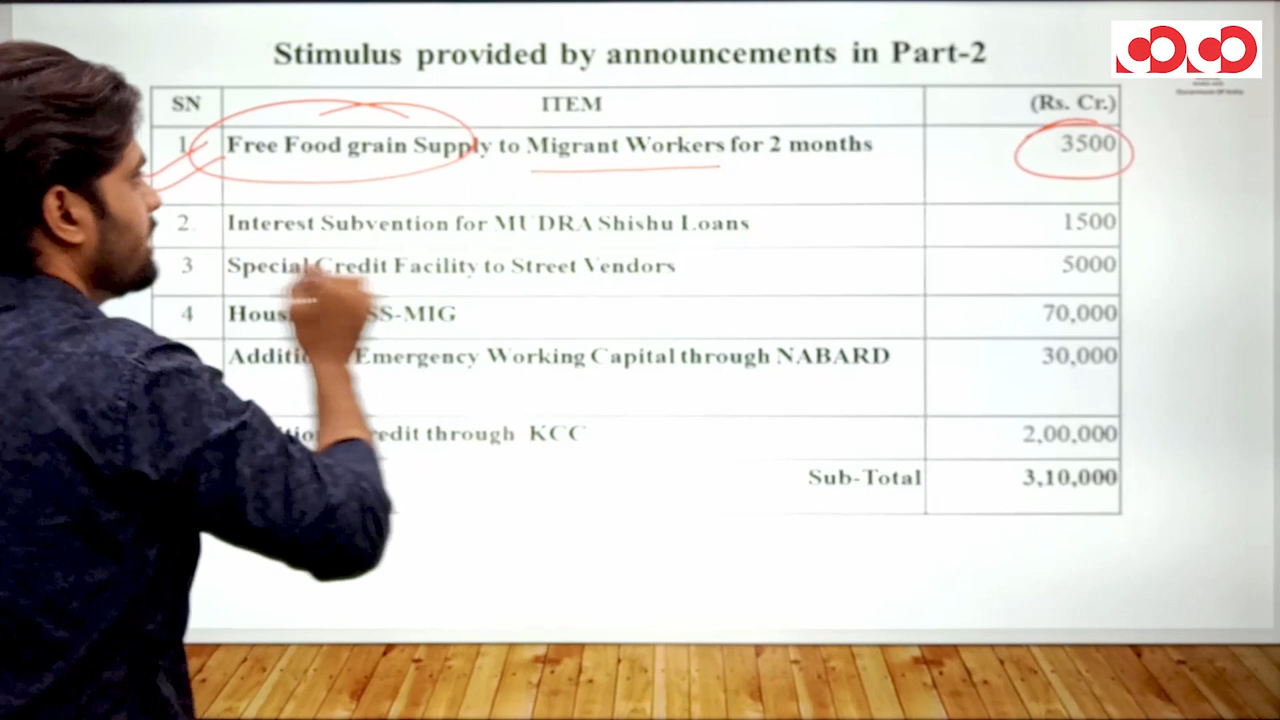 Stimulus provided by announcements in Part-2
SN ITEM (Rs. Cr.)
1 Free Food grain Supply to Migrant Workers for 2 months 3500
2. Interest Subvention for MUDRA Shishu Loans 1500
3 Special Credit Facility to Street Vendors 5000
4 70,000
Emergency Working Capital through NABARD 30,000
through KCC 2,00,000
Sub-Total 3,10,000
Government Of India